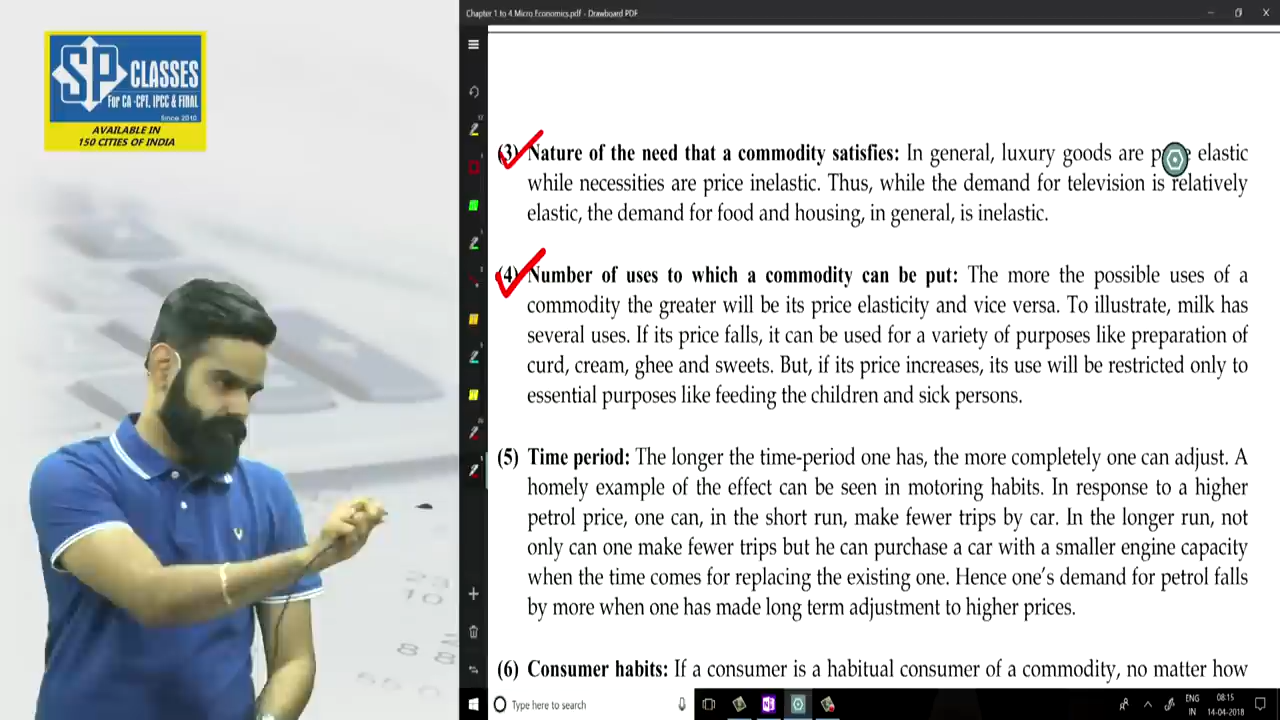 Chapter 1 to 4 Micro Economics.pdf - Drawboard PDF
SP CLASSES
For CA -CPT, IPCC & FINAL
Since 2010
AVAILABLE IN
150 CITIES OF INDIA
(3) Nature of the need that a commodity satisfies: In general, luxury goods are elastic
while necessities are price inelastic. Thus, while the demand for television is relatively
elastic, the demand for food and housing, in general, is inelastic.
(4) Number of uses to which a commodity can be put: The more the possible uses of a
commodity the greater will be its price elasticity and vice versa. To illustrate, milk has
several uses. If its price falls, it can be used for a variety of purposes like preparation of
curd, cream, ghee and sweets. But, if its price increases, its use will be restricted only to
essential purposes like feeding the children and sick persons.
(5) Time period: The longer the time-period one has, the more completely one can adjust. A
homely example of the effect can be seen in motoring habits. In response to a higher
petrol price, one can, in the short run, make fewer trips by car. In the longer run, not
only can one make fewer trips but he can purchase a car with a smaller engine capacity
when the time comes for replacing the existing one. Hence one's demand for petrol falls
by more when one has made long term adjustment to higher prices.
(6) Consumer habits: If a consumer is a habitual consumer of a commodity, no matter how
Type here to search
ENG
IN
08:15
14-04-2018